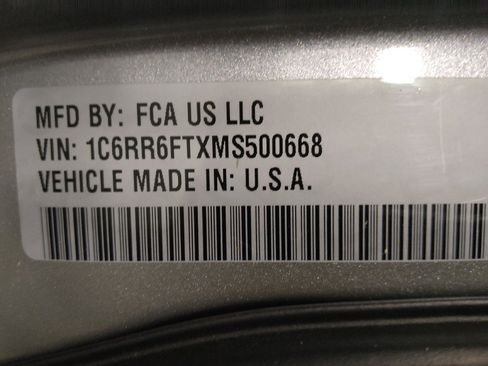 MFD BY: FCA US LLC
VIN: 1C6RR6FTXMS500668
VEHICLE MADE IN: U.S.A.